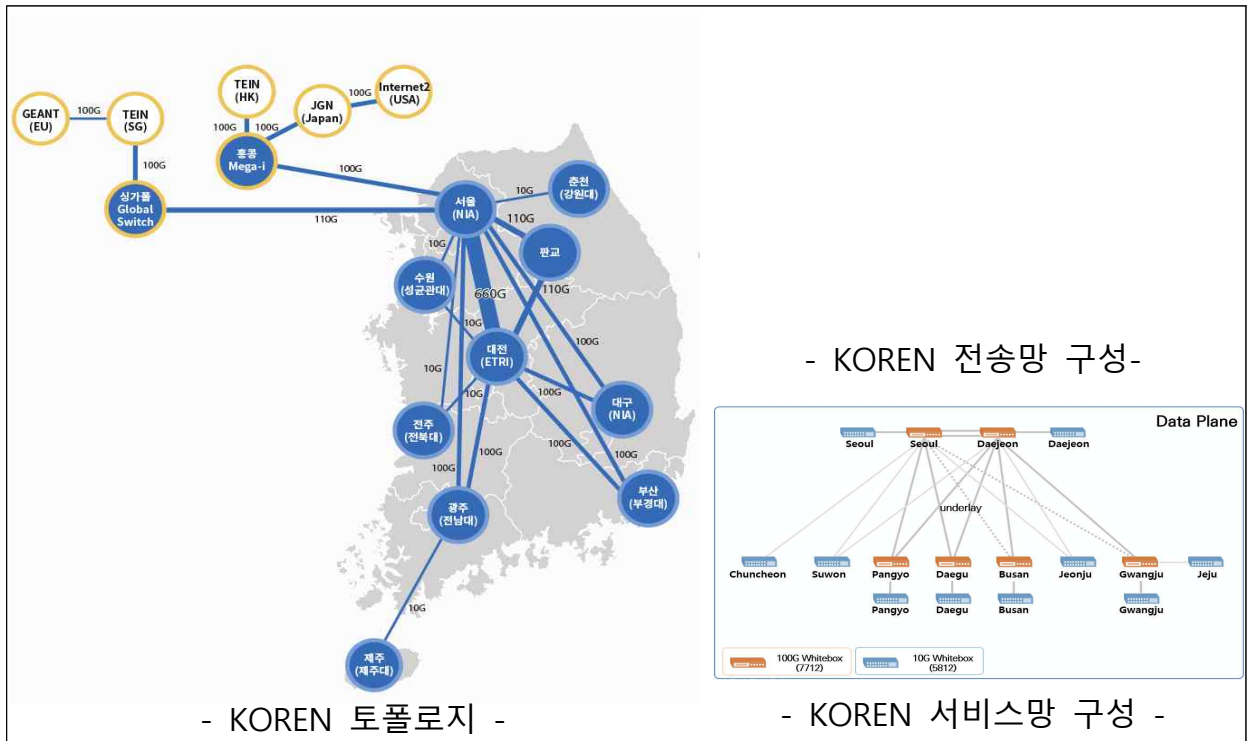 GEANT
(EU)
100G
TEIN
(SG)
TEIN
(HK)
100G
100G
JGN
(Japan)
100G
Internet2
(USA)
홍콩
Mega-i
100G
100G
싱가폴
Global
Switch
110G
서울
(NIA)
10G
춘천
(강원대)
110G
판교
10G
수원
(성균관대)
660G
110G
10G
대전
(ETRI)
100G
10G
10G
100G
대구
(NIA)
전주
(전북대)
100G
100G
100G
100G
부산
(부경대)
광주
(전남대)
10G
제주
(제주대)
- KOREN 토폴로지 -
- KOREN 전송망 구성-
Data Plane
Seoul
Seoul
Daejeon
Daejeon
underlay
Chuncheon
Suwon
Pangyo
Daegu
Busan
Jeonju
Gwangju
Jeju
Pangyo
Daegu
Busan
Gwangju
100G Whitebox
(7712)
10G Whitebox
(5812)
- KOREN 서비스망 구성 -